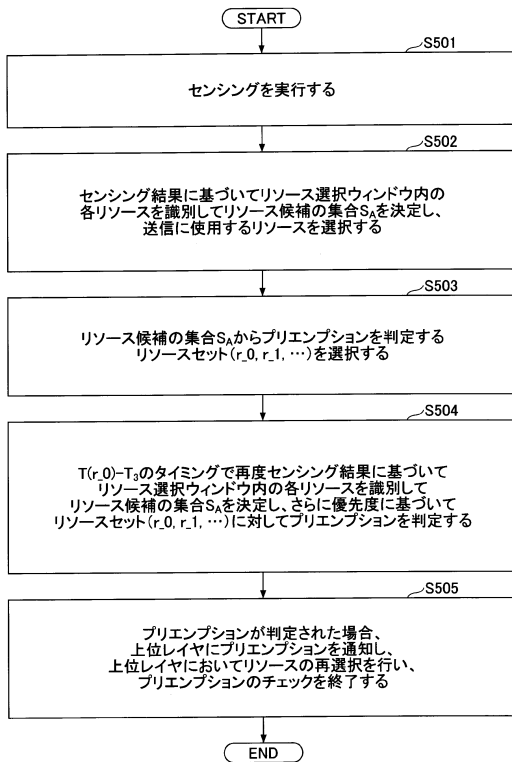 START
S501
センシングを実行する
S502
センシング結果に基づいてリソース選択ウィンドウ内の
各リソースを識別してリソース候補の集合SAを決定し、
送信に使用するリソースを選択する
S503
リソース候補の集合SAからプリエンプションを判定する
リソースセット(r_0, r_1, …)を選択する
S504
T(r_0)-T3のタイミングで再度センシング結果に基づいて
リソース選択ウィンドウ内の各リソースを識別して
リソース候補の集合SAを決定し、さらに優先度に基づいて
リソースセット(r_0, r_1, …)に対してプリエンプションを判定する
S505
プリエンプションが判定された場合、
上位レイヤにプリエンプションを通知し、
上位レイヤにおいてリソースの再選択を行い、
プリエンプションのチェックを終了する
END